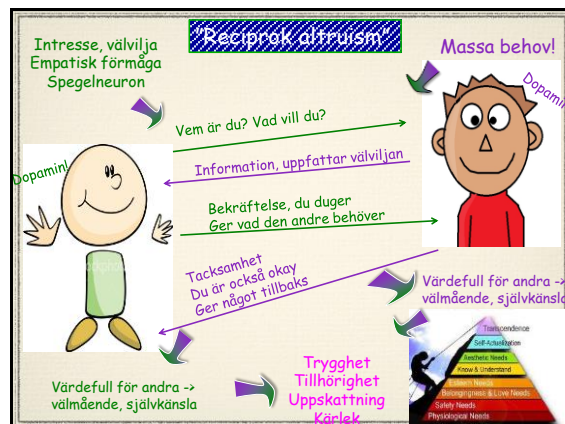 "Reciprok altruism"
Intresse, välvilja
Empatisk förmåga
Spegelneuron
Massa behov!
Dopamin!
Vem är du? Vad vill du?
Information, uppfattar välviljan
Dopamin!
Bekräftelse, du duger
Ger vad den andre behöver
Tacksamhet
Du är också okay
Ger något tillbaks
Värdefull för andra ->
välmående, självkänsla
Värdefull för andra ->
välmående, självkänsla
Trygghet
Tillhörighet
Uppskattning
Kärlek
Transcendence
Self-Actualization
Aesthetic Needs
Know & Understand
Esteem Needs
Belongingness & Love Needs
Safety Needs
Physiological Needs